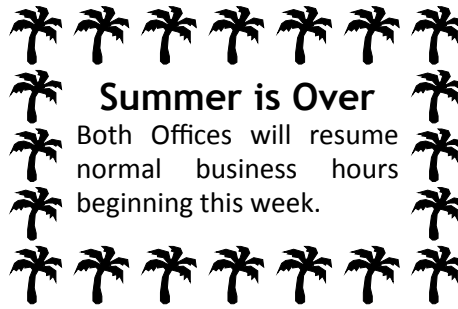 Summer is Over
Both Offices will resume
normal business hours
beginning this week.